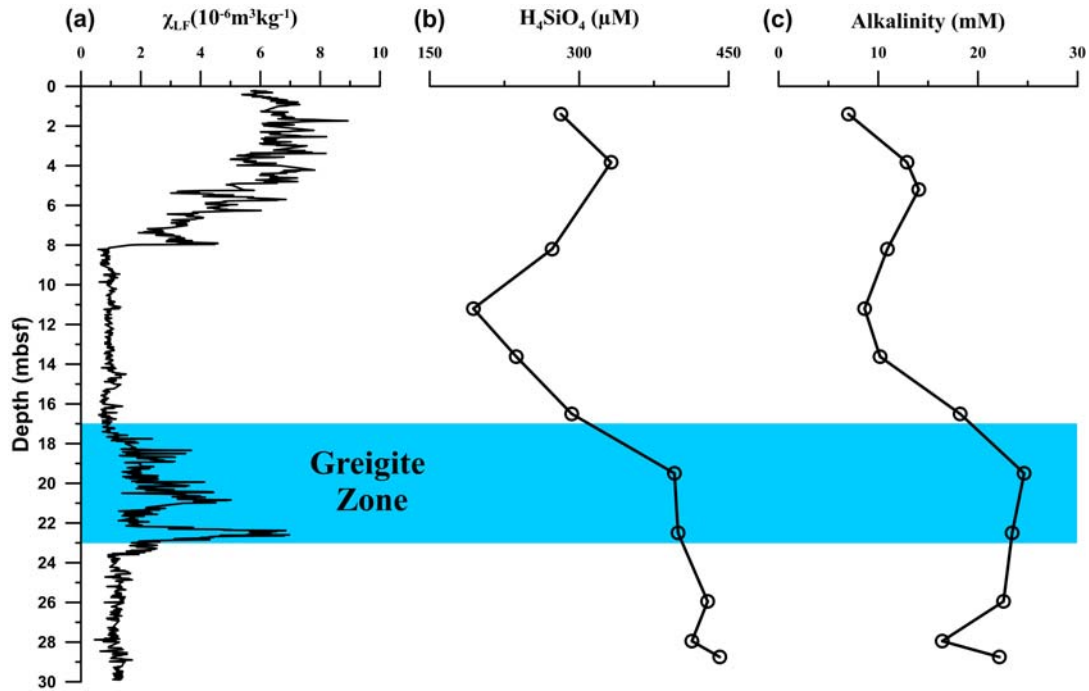 (a) χLF(10⁻⁶m³kg⁻¹)
0 2 4 6 8 10
(b) H₄SiO₄ (μM)
150 300 450
(c) Alkalinity (mM)
0 10 20 30
Depth (mbsf)
0
2
4
6
8
10
12
14
16
18
20
22
24
26
28
30
Greigite
Zone